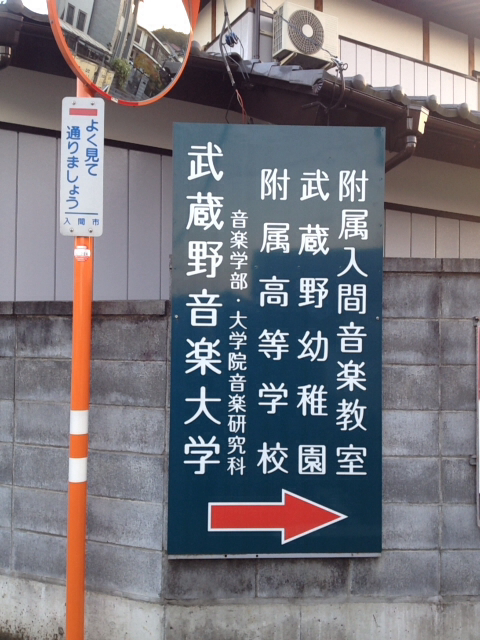 よく見て
通りましょう
入間市
附属入間音楽教室
武蔵野幼稚園
附属高等学校
音楽学部 大学院音楽研究科
武蔵野音楽大学